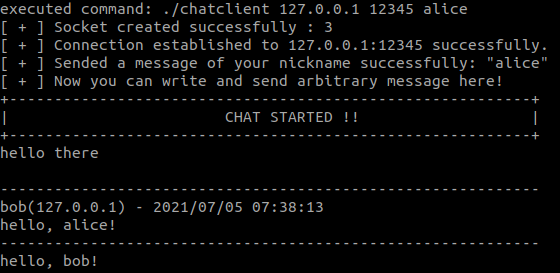 executed command: ./chatclient 127.0.0.1 12345 alice
[ + ] Socket created successfully : 3
[ + ] Connection established to 127.0.0.1:12345 successfully.
[ + ] Sended a message of your nickname successfully: "alice"
[ + ] Now you can write and send arbitrary message here!
+----------------------------------------------------------+
|                        CHAT STARTED !!                   |
+----------------------------------------------------------+
hello there
------------------------------------------------------------
bob(127.0.0.1) - 2021/07/05 07:38:13
hello, alice!
------------------------------------------------------------
hello, bob!